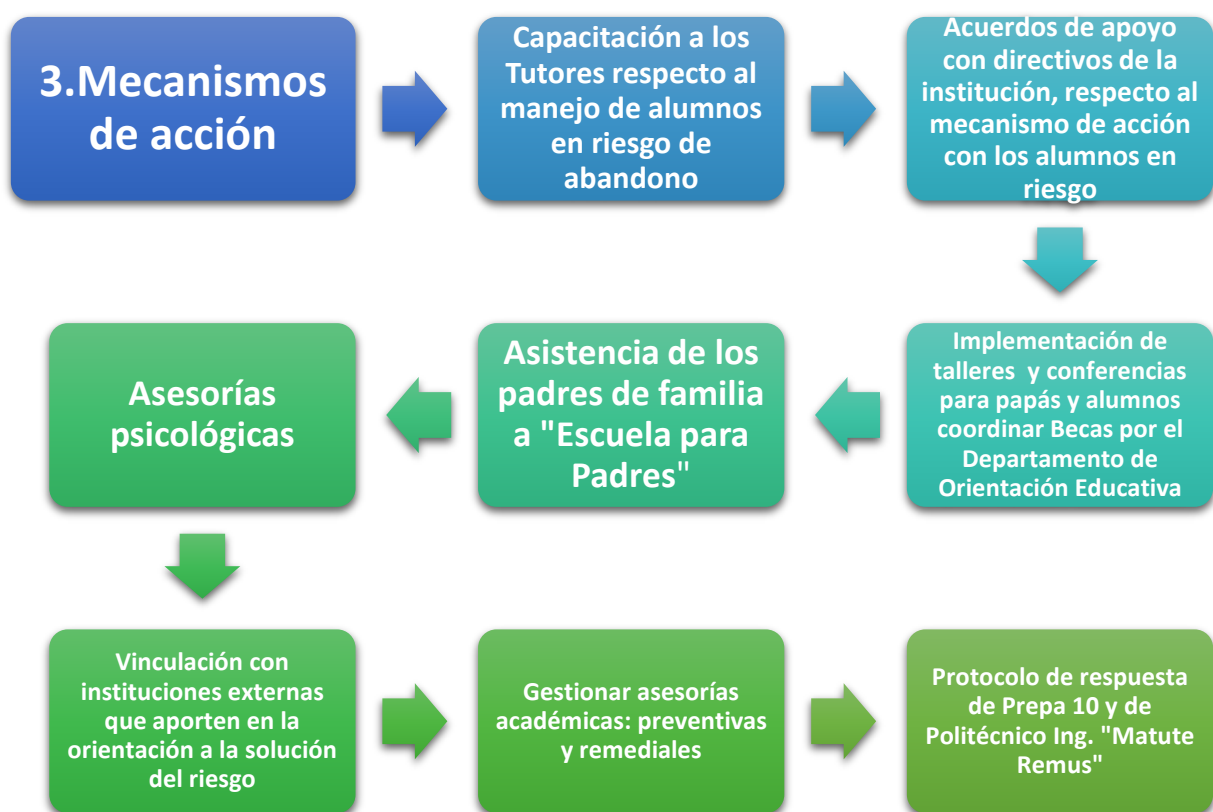 3.Mecanismos
de acción
Capacitación a los
Tutores respecto al
manejo de alumnos
en riesgo de
abandono
Acuerdos de apoyo
con directivos de la
institución, respecto al
mecanismo de acción
con los alumnos en
riesgo
Implementación de
talleres y conferencias
para papás y alumnos
coordinar Becas por el
Departamento de
Orientación Educativa
Asistencia de los
padres de familia
a "Escuela para
Padres"
Asesorías
psicológicas
Vinculación con
instituciones externas
que aporten en la
orientación a la solución
del riesgo
Gestionar asesorías
académicas: preventivas
y remediales
Protocolo de respuesta
de Prepa 10 y de
Politécnico Ing. "Matute
Remus"